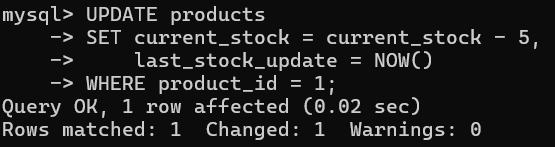 mysql> UPDATE products
    -> SET current_stock = current_stock - 5,
    ->     last_stock_update = NOW()
    -> WHERE product_id = 1;
Query OK, 1 row affected (0.02 sec)
Rows matched: 1  Changed: 1  Warnings: 0